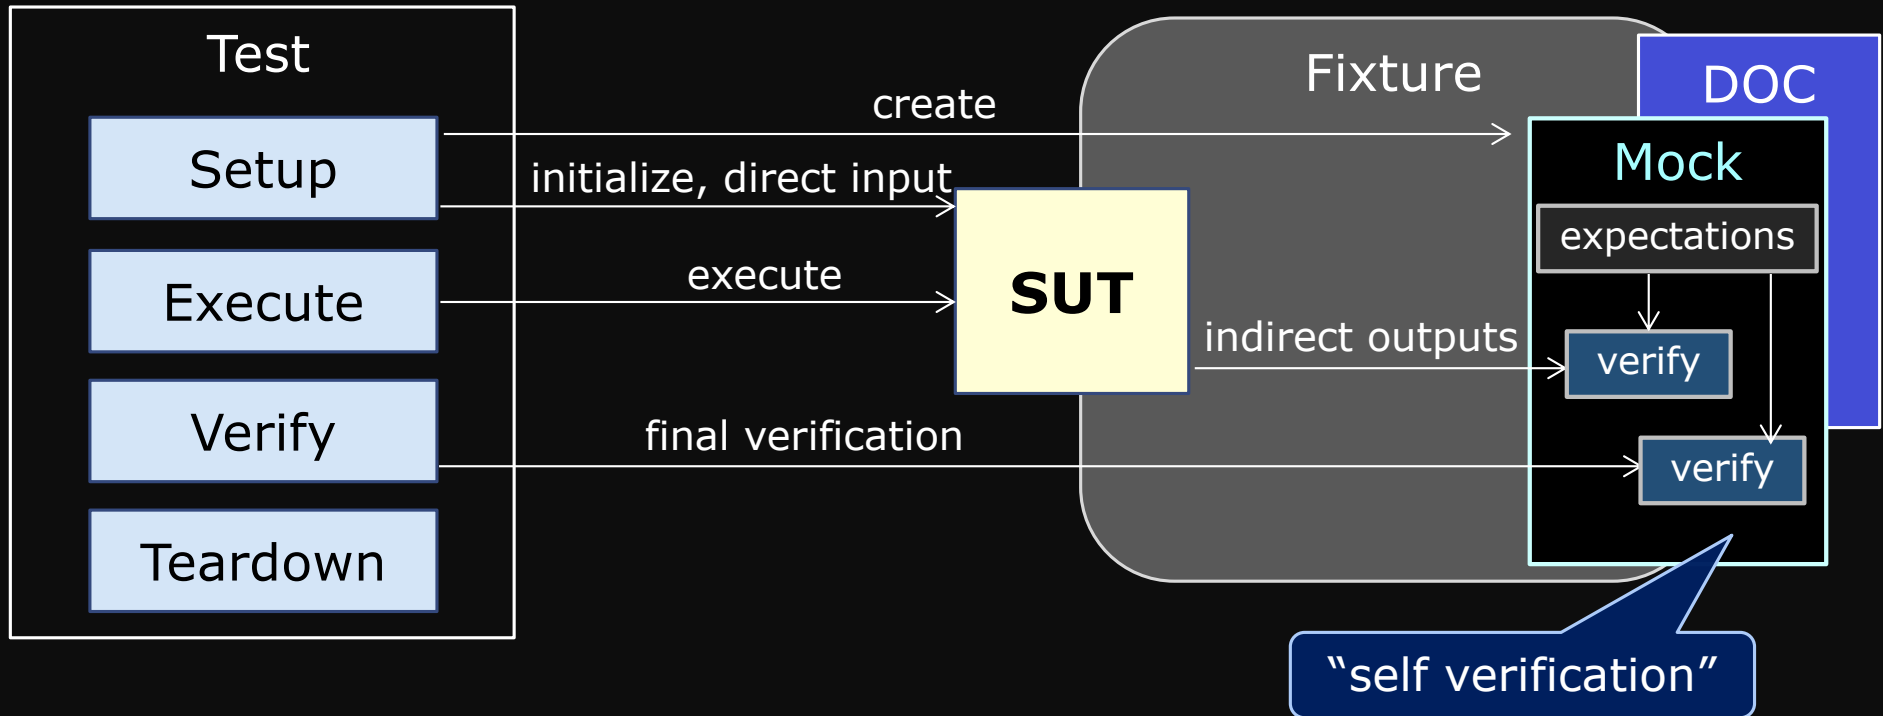 Test
Setup
Execute
Verify
Teardown
create
initialize, direct input
execute
final verification
SUT
Fixture
indirect outputs
DOC
Mock
expectations
verify
verify
“self verification”